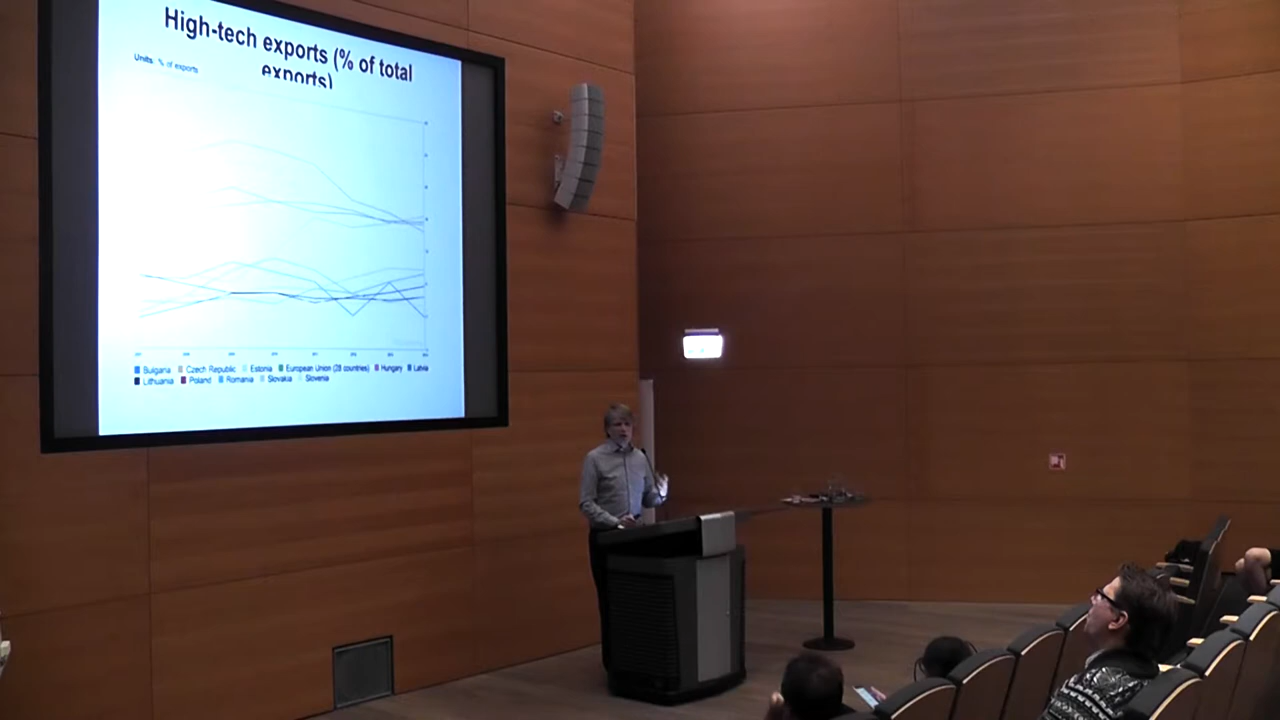 High-tech exports (% of total
exports)
Units: % of exports
Bulgaria Czech Republic Estonia European Union (28 countries) Hungary Latvia
Lithuania Poland Romania Slovakia Slovenia